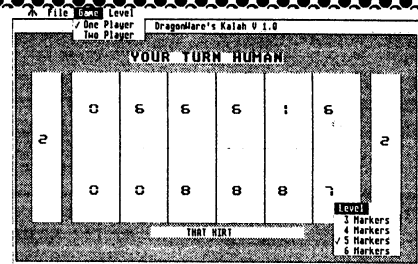 File Game Level
✓ One Player
Two Player
DragonWare's Kalah V 1.0
YOUR TURN HUMAN
0 6 6 6 1 6
2 2
0 0 8 8 8 7
THAT HIRT
Level
3 Markers
4 Markers
✓ 5 Markers
6 Markers